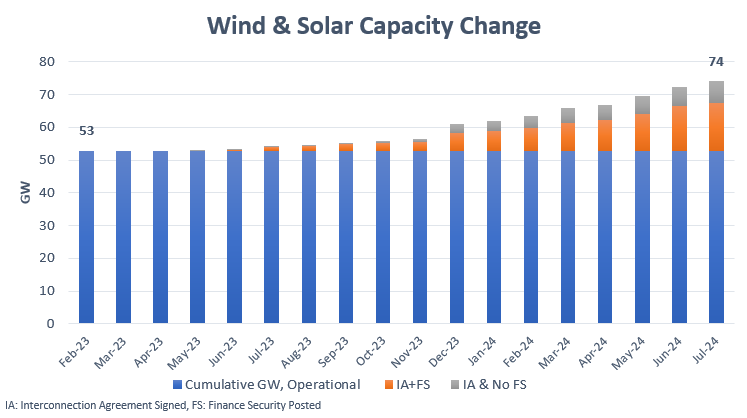 Wind & Solar Capacity Change
80
70
60
50
40
30
20
10
0
GW
53
74
Feb-23 Mar-23 Apr-23 May-23 Jun-23 Jul-23 Aug-23 Sep-23 Oct-23 Nov-23 Dec-23 Jan-24 Feb-24 Mar-24 Apr-24 May-24 Jun-24 Jul-24
Cumulative GW, Operational IA+FS IA & No FS
IA: Interconnection Agreement Signed, FS: Finance Security Posted